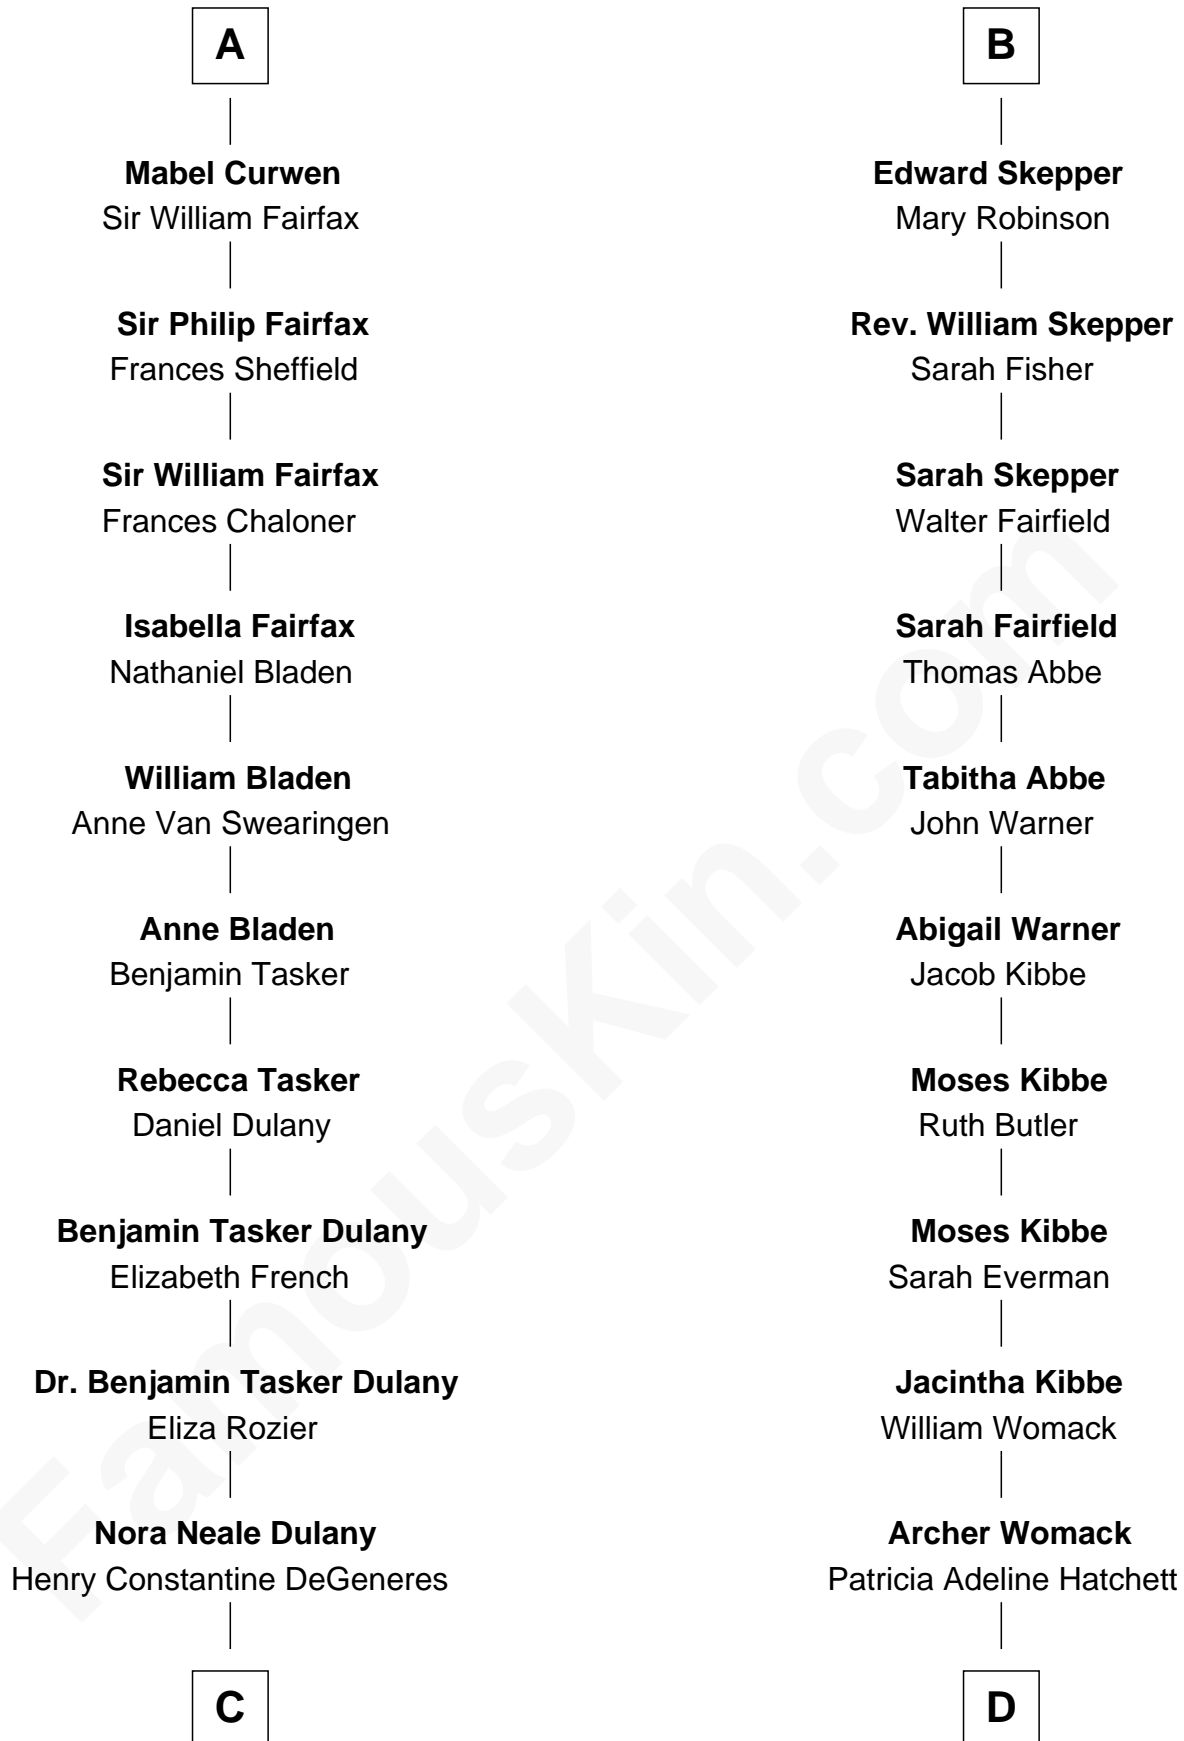 A
Mabel Curwen
Sir William Fairfax
Sir Philip Fairfax
Frances Sheffield
Sir William Fairfax
Frances Chaloner
Isabella Fairfax
Nathaniel Bladen
William Bladen
Anne Van Swearingen
Anne Bladen
Benjamin Tasker
Rebecca Tasker
Daniel Dulany
Benjamin Tasker Dulany
Elizabeth French
Dr. Benjamin Tasker Dulany
Eliza Rozier
Nora Neale Dulany
Henry Constantine DeGeneres
C
B
Edward Skepper
Mary Robinson
Rev. William Skepper
Sarah Fisher
Sarah Skepper
Walter Fairfield
Sarah Fairfield
Thomas Abbe
Tabitha Abbe
John Warner
Abigail Warner
Jacob Kibbe
Moses Kibbe
Ruth Butler
Moses Kibbe
Sarah Everman
Jacintha Kibbe
William Womack
Archer Womack
Patricia Adeline Hatchett
D
FamousKin.com